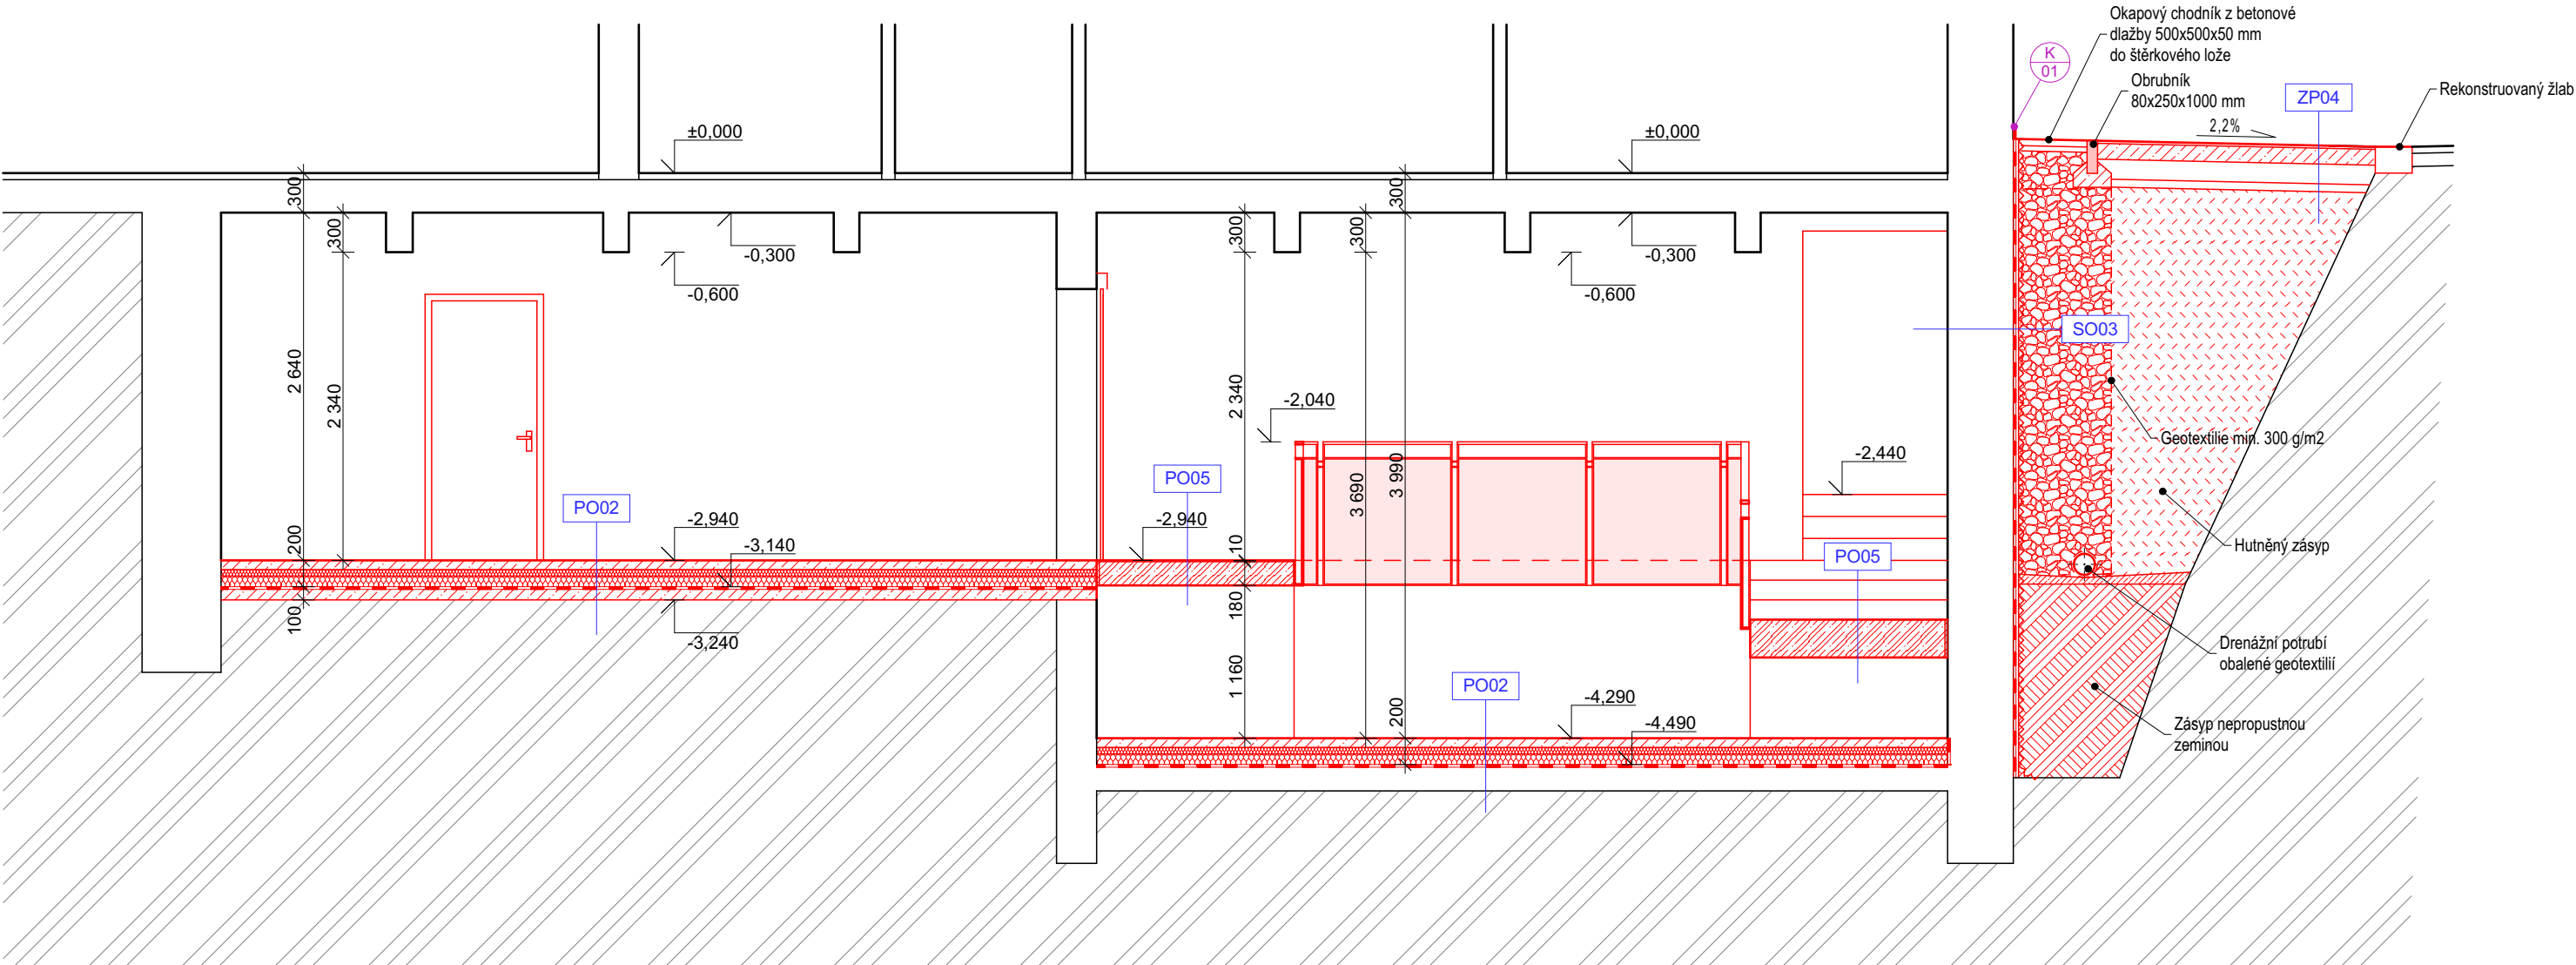 Okapový chodník z betonové
dlažby 500x500x50 mm
do štěrkového lože
K
01
Obrubník
80x250x1000 mm
ZP04
Rekonstruovaný žlab
2,2%
±0,000
±0,000
300
300
300
300
300
-0,300
-0,600
-0,300
-0,600
SO03
2 640
2 340
2 340
-2,040
Geotextilie min. 300 g/m2
3 690
3 990
-2,440
PO05
PO02
200
-2,940
-3,140
-2,940
10
PO05
Hutněný zásyp
100
180
-3,240
1 160
Drenážní potrubí
obalené geotextilií
PO02
200
-4,290
-4,490
Zásyp nepropustnou
zeminou